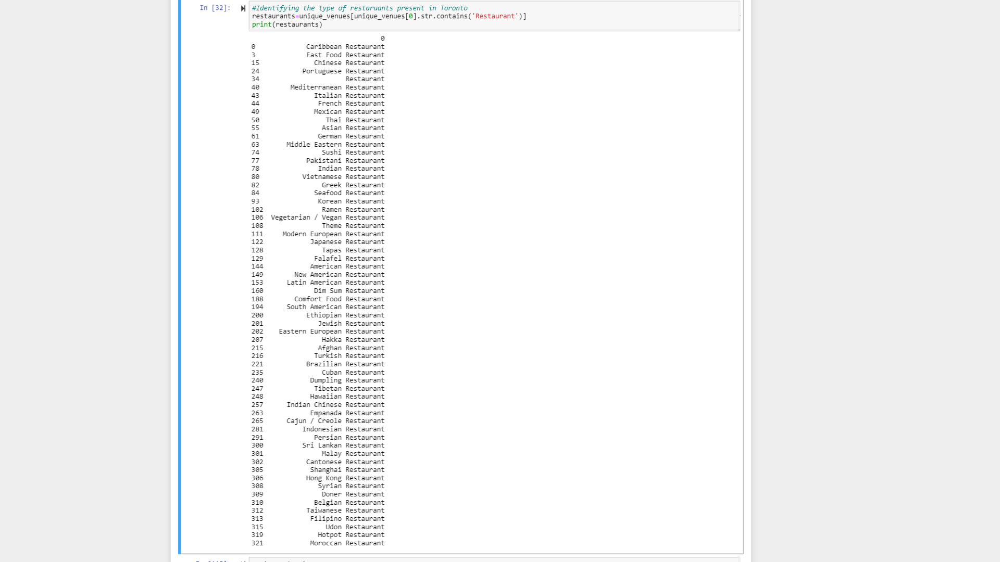 In [32]:
#Identifying the type of restaruants present in Toronto
restaurants=unique_venues[unique_venues[0].str.contains('Restaurant')]
print(restaurants)
0
0 Caribbean Restaurant
3 Fast Food Restaurant
15 Chinese Restaurant
24 Portuguese Restaurant
34 Restaurant
40 Mediterranean Restaurant
43 Italian Restaurant
44 French Restaurant
49 Mexican Restaurant
50 Thai Restaurant
55 Asian Restaurant
61 German Restaurant
63 Middle Eastern Restaurant
74 Sushi Restaurant
77 Pakistani Restaurant
78 Indian Restaurant
80 Vietnamese Restaurant
82 Greek Restaurant
84 Seafood Restaurant
93 Korean Restaurant
102 Ramen Restaurant
106 Vegetarian / Vegan Restaurant
108 Theme Restaurant
111 Modern European Restaurant
122 Japanese Restaurant
128 Tapas Restaurant
129 Falafel Restaurant
144 American Restaurant
149 New American Restaurant
153 Latin American Restaurant
160 Dim Sum Restaurant
188 Comfort Food Restaurant
194 South American Restaurant
200 Ethiopian Restaurant
201 Jewish Restaurant
202 Eastern European Restaurant
207 Hakka Restaurant
215 Afghan Restaurant
216 Turkish Restaurant
221 Brazilian Restaurant
235 Cuban Restaurant
240 Dumpling Restaurant
247 Tibetan Restaurant
248 Hawaiian Restaurant
257 Indian Chinese Restaurant
263 Empanada Restaurant
265 Cajun / Creole Restaurant
281 Indonesian Restaurant
291 Persian Restaurant
300 Sri Lankan Restaurant
301 Malay Restaurant
302 Cantonese Restaurant
305 Shanghai Restaurant
306 Hong Kong Restaurant
308 Syrian Restaurant
309 Doner Restaurant
310 Belgian Restaurant
312 Taiwanese Restaurant
313 Filipino Restaurant
315 Udon Restaurant
319 Hotpot Restaurant
321 Moroccan Restaurant